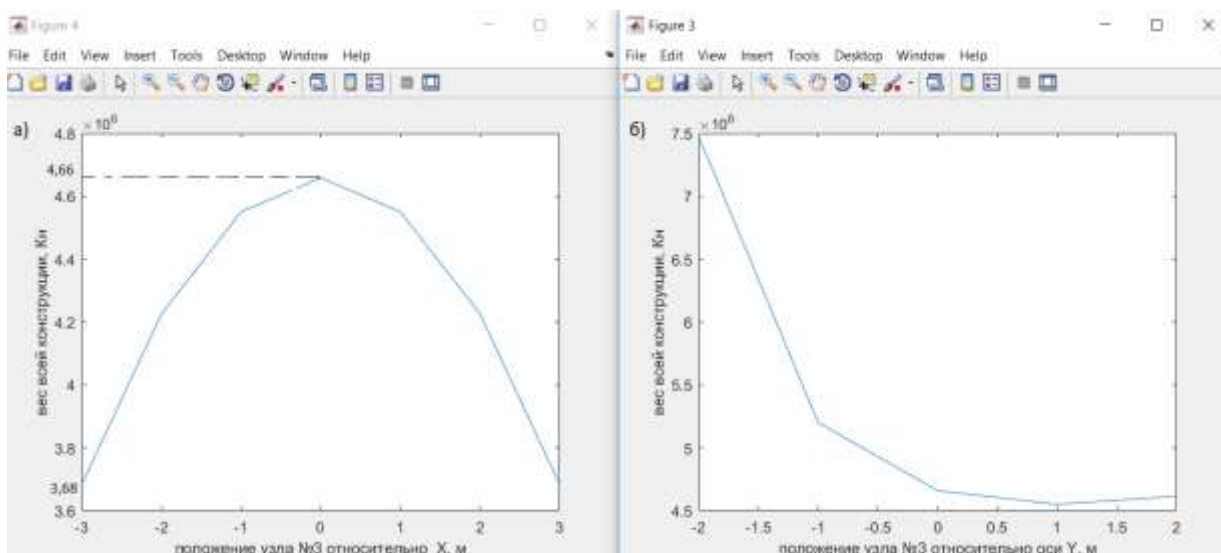 Figure 4
File Edit View Insert Tools Desktop Window Help
а)
×10⁶
4.8
4,66
4.6
4.4
4.2
4
3.8
3,68
3.6
-3 -2 -1 0 1 2 3
вес всей конструкции, Кн
положение узла №3 относительно X, м
Figure 3
File Edit View Insert Tools Desktop Window Help
б)
×10⁶
7.5
7
6.5
6
5.5
5
4.5
-2 -1.5 -1 -0.5 0 0.5 1 1.5 2
вес всей конструкции, Кн
положение узла №3 относительно оси Y, м